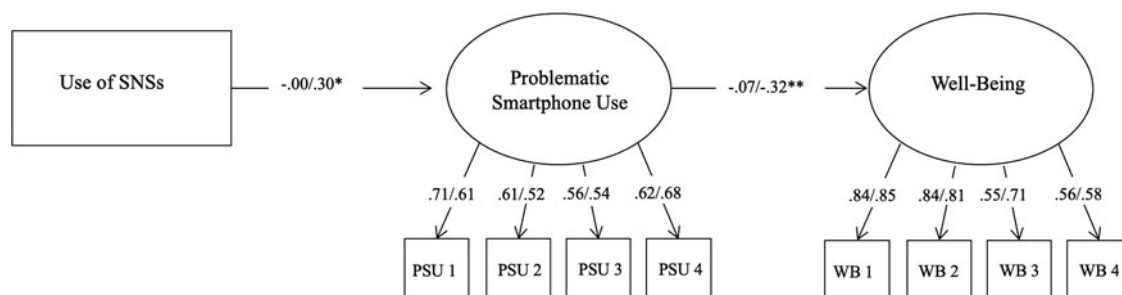 Use of SNSs
-.00/.30*
Problematic
Smartphone Use
-.07/-.32**
Well-Being
.71/.61
.61/.52
.56/.54
.62/.68
.84/.85
.84/.81
.55/.71
.56/.58
PSU 1
PSU 2
PSU 3
PSU 4
WB 1
WB 2
WB 3
WB 4